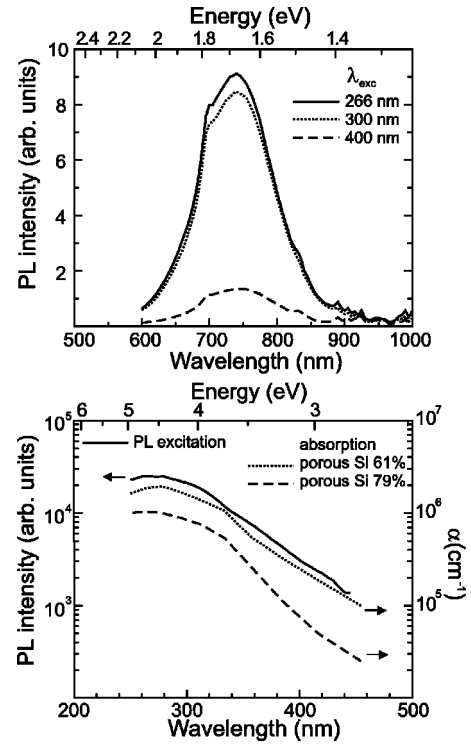 Energy (eV)
2.4 2.2 2 1.8 1.6 1.4
10
8
6
4
2
PL intensity (arb. units)
λexc
266 nm
300 nm
400 nm
500 600 700 800 900 1000
Wavelength (nm)
Energy (eV)
6 5 4 3
10^5
10^4
10^3
PL intensity (arb. units)
PL excitation
absorption
porous Si 61%
porous Si 79%
10^7
10^6
10^5
α(cm^-1)
200 300 400 500
Wavelength (nm)